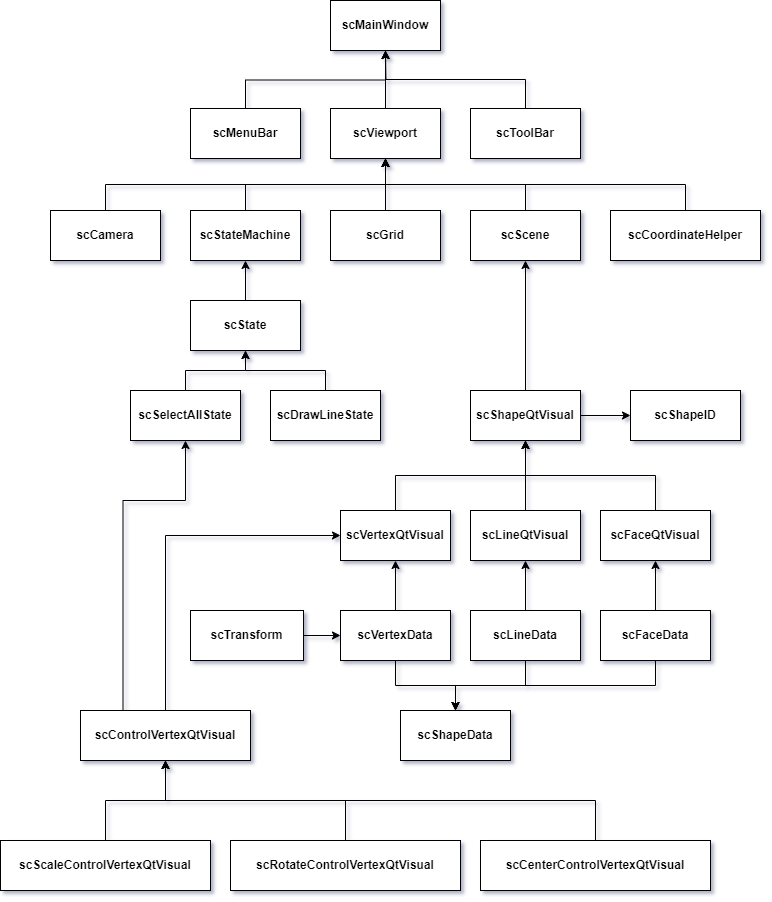 scMainWindow
scMenuBar
scViewport
scToolBar
scCamera
scStateMachine
scGrid
scScene
scCoordinateHelper
scState
scSelectAllState
scDrawLineState
scShapeQtVisual
scShapeID
scVertexQtVisual
scLineQtVisual
scFaceQtVisual
scTransform
scVertexData
scLineData
scFaceData
scControlVertexQtVisual
scShapeData
scScaleControlVertexQtVisual
scRotateControlVertexQtVisual
scCenterControlVertexQtVisual